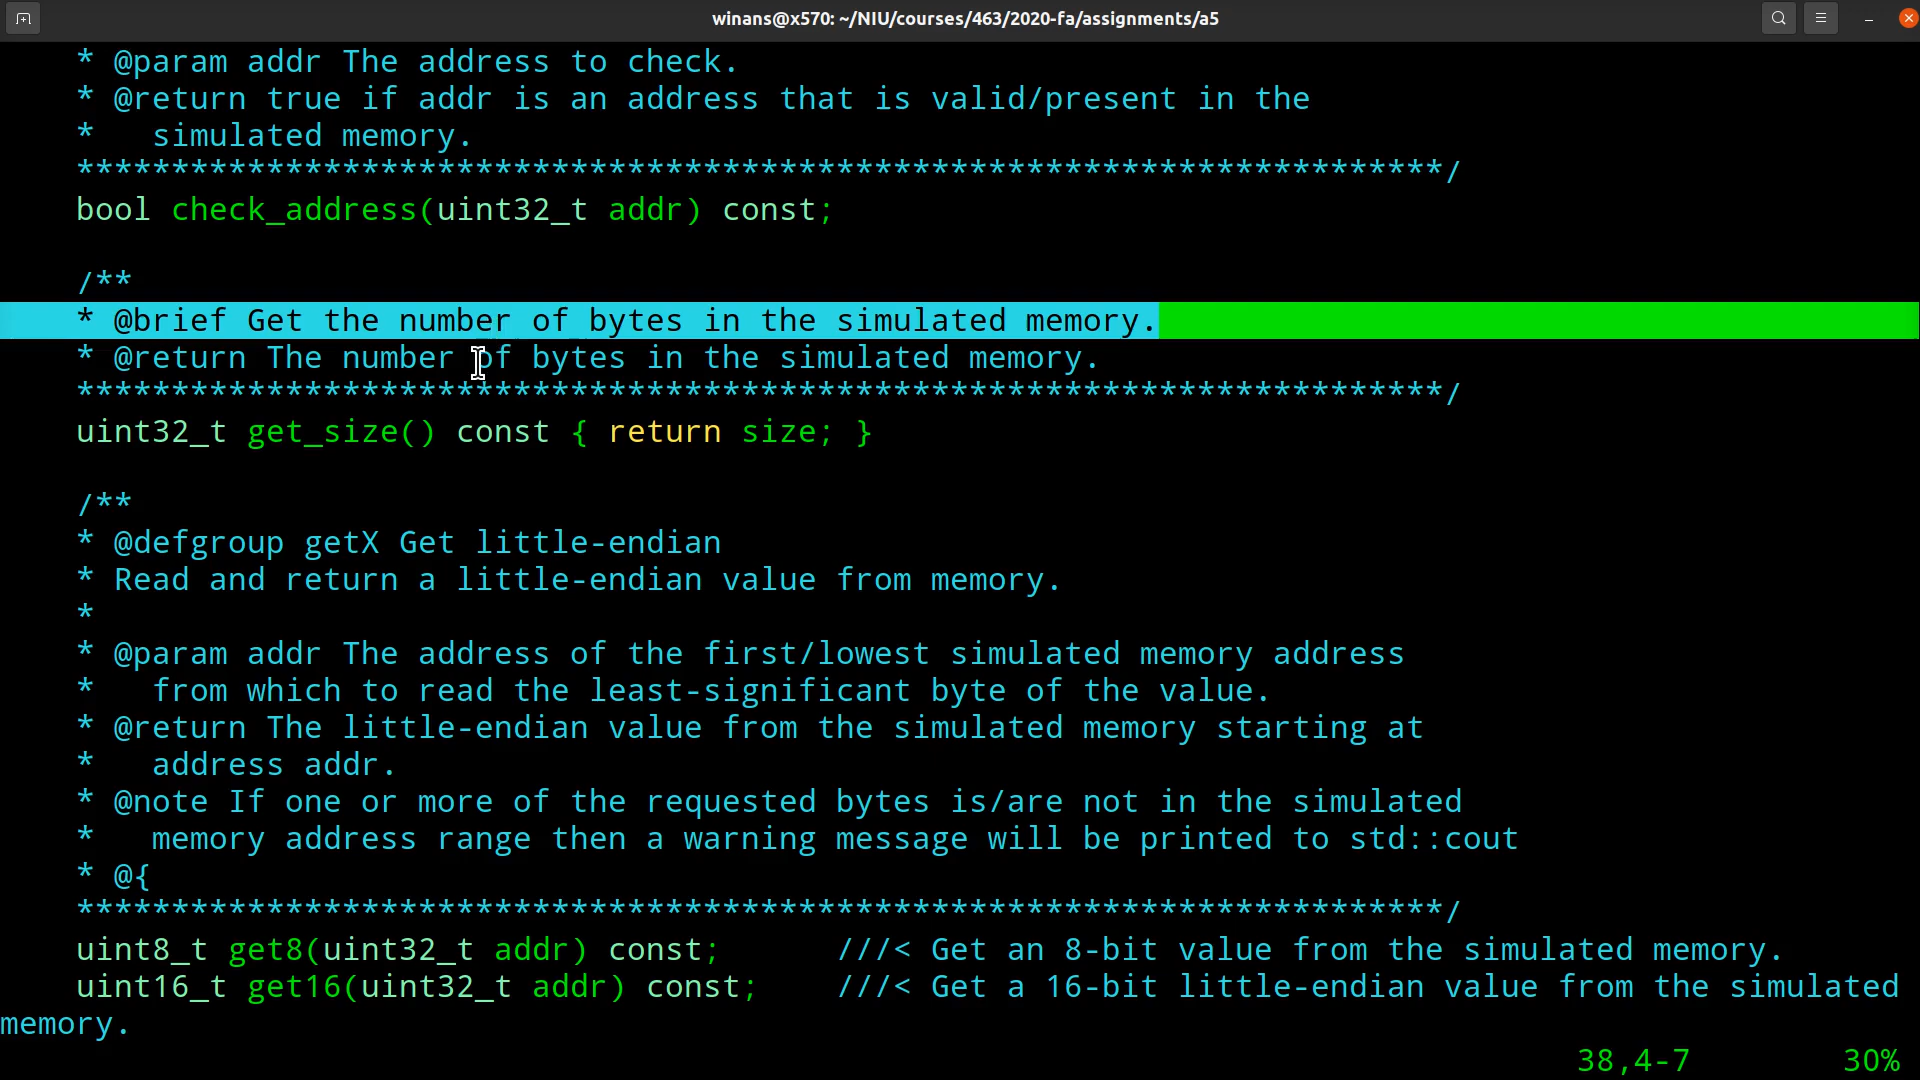 winans@x570: ~/NIU/courses/463/2020-fa/assignments/a5
* @param addr The address to check.
* @return true if addr is an address that is valid/present in the
*   simulated memory.
************************************************************************/
bool check_address(uint32_t addr) const;
/**
* @brief Get the number of bytes in the simulated memory.
* @return The number of bytes in the simulated memory.
************************************************************************/
uint32_t get_size() const { return size; }
/**
* @defgroup getX Get little-endian
* Read and return a little-endian value from memory.
*
* @param addr The address of the first/lowest simulated memory address
*   from which to read the least-significant byte of the value.
* @return The little-endian value from the simulated memory starting at
*   address addr.
* @note If one or more of the requested bytes is/are not in the simulated
*   memory address range then a warning message will be printed to std::cout
* @{
************************************************************************/
uint8_t get8(uint32_t addr) const;      ///< Get an 8-bit value from the simulated memory.
uint16_t get16(uint32_t addr) const;    ///< Get a 16-bit little-endian value from the simulated
memory.
38,4-7        30%